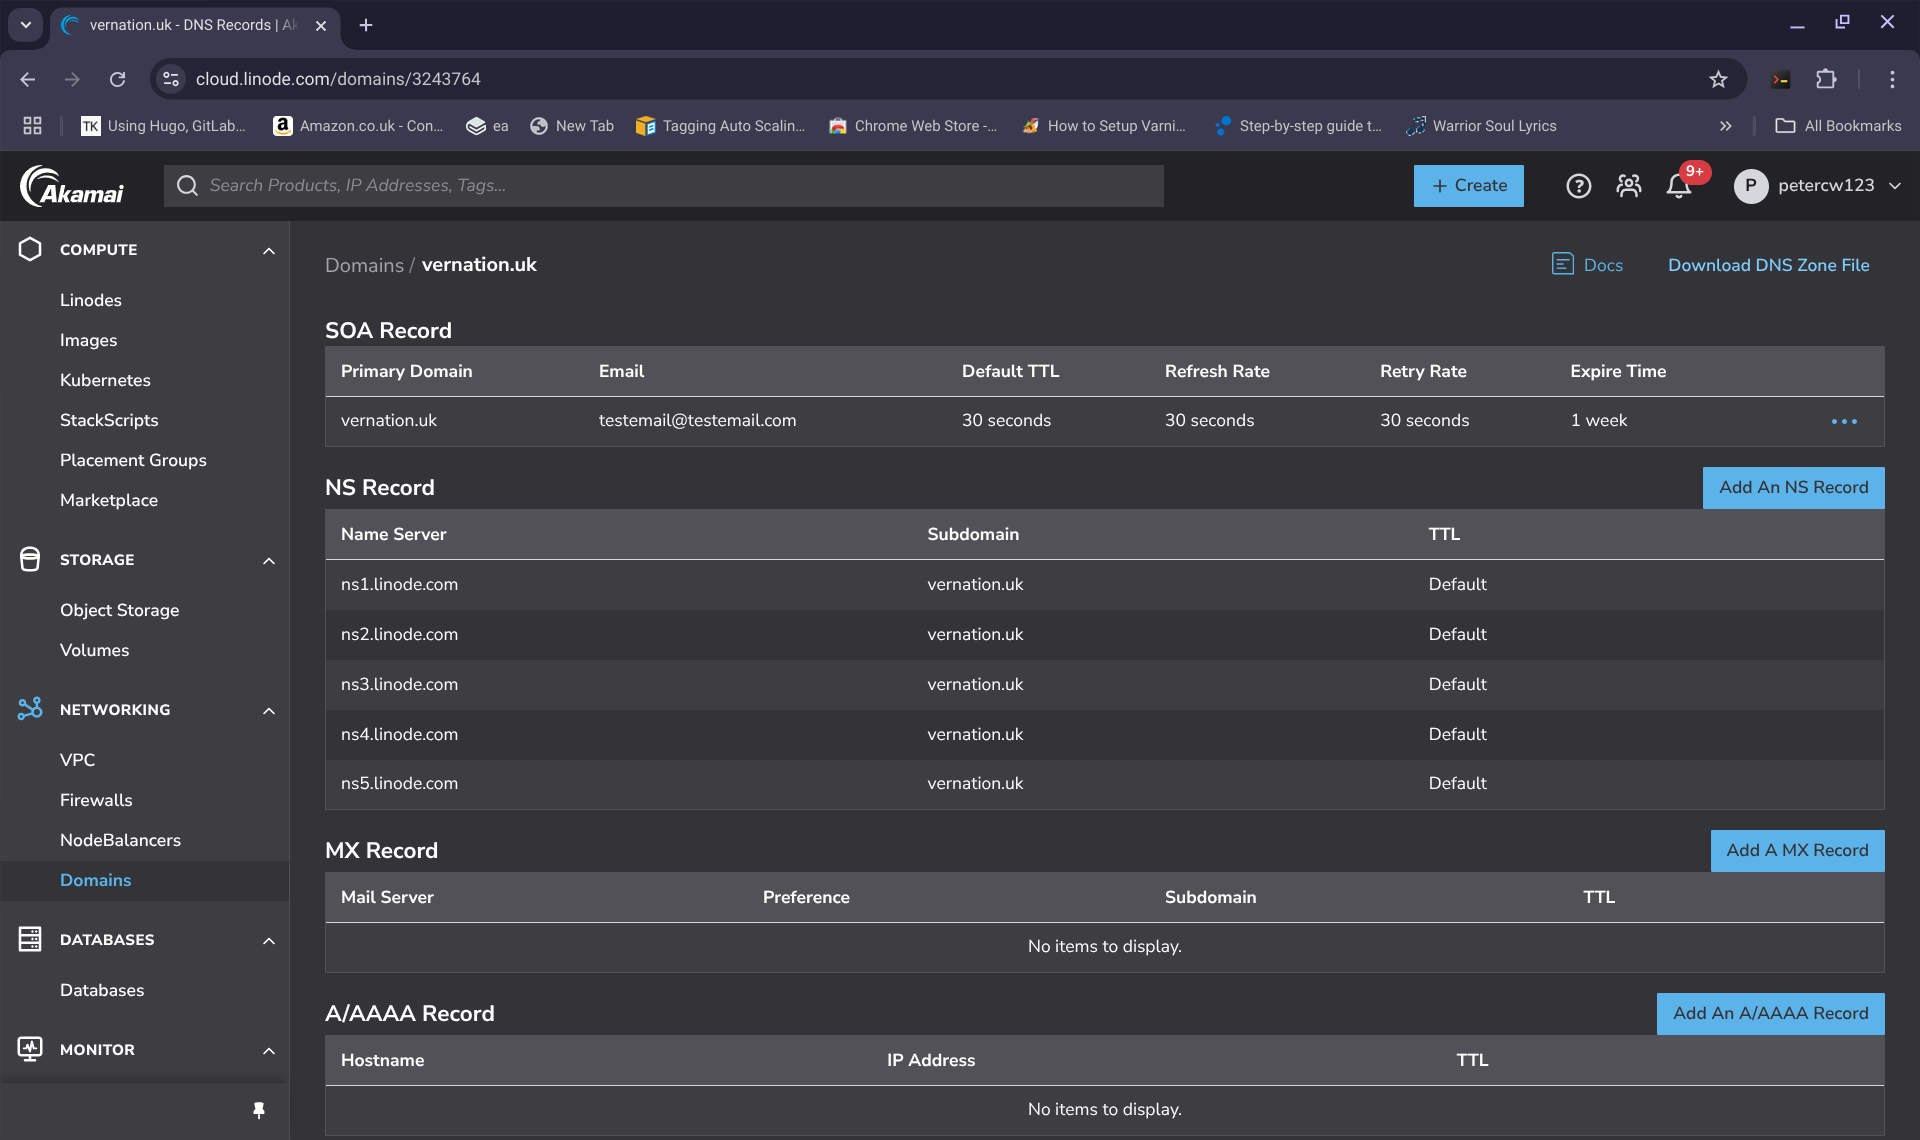 vernation.uk - DNS Records | Ak
cloud.linode.com/domains/3243764
TK Using Hugo, GitLab...
a Amazon.co.uk - Con...
ea
New Tab
Tagging Auto Scalin...
Chrome Web Store -...
How to Setup Varni...
Step-by-step guide t...
Warrior Soul Lyrics
All Bookmarks
Akamai
Search Products, IP Addresses, Tags...
+ Create
9+
P petercw123
COMPUTE
Linodes
Images
Kubernetes
StackScripts
Placement Groups
Marketplace
STORAGE
Object Storage
Volumes
NETWORKING
VPC
Firewalls
NodeBalancers
Domains
DATABASES
Databases
MONITOR
Domains / vernation.uk
Docs
Download DNS Zone File
SOA Record
Primary Domain Email Default TTL Refresh Rate Retry Rate Expire Time
vernation.uk testemail@testemail.com 30 seconds 30 seconds 30 seconds 1 week
NS Record
Add An NS Record
Name Server Subdomain TTL
ns1.linode.com vernation.uk Default
ns2.linode.com vernation.uk Default
ns3.linode.com vernation.uk Default
ns4.linode.com vernation.uk Default
ns5.linode.com vernation.uk Default
MX Record
Add A MX Record
Mail Server Preference Subdomain TTL
No items to display.
A/AAAA Record
Add An A/AAAA Record
Hostname IP Address TTL
No items to display.